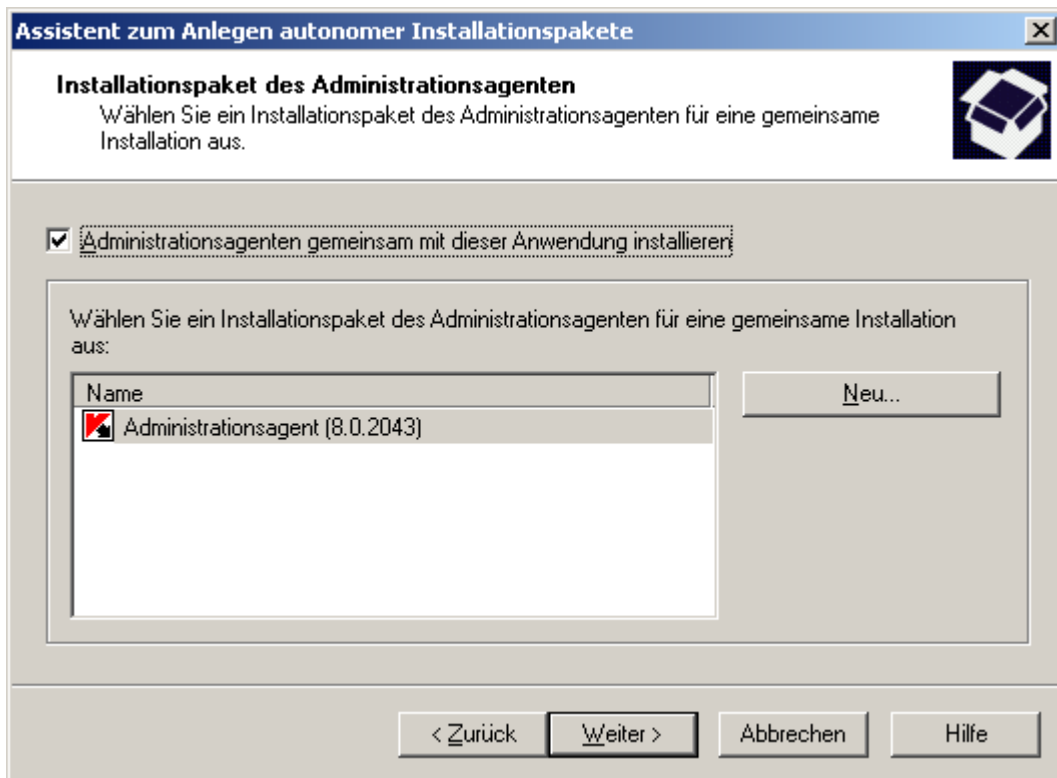 Assistent zum Anlegen autonomer Installationspakete
Installationspaket des Administrationsagenten
Wählen Sie ein Installationspaket des Administrationsagenten für eine gemeinsame
Installation aus.
Administrationsagenten gemeinsam mit dieser Anwendung installieren
Wählen Sie ein Installationspaket des Administrationsagenten für eine gemeinsame Installation
aus:
Name
Neu...
Administrationsagent (8.0.2043)
< Zurück
Weiter >
Abbrechen
Hilfe